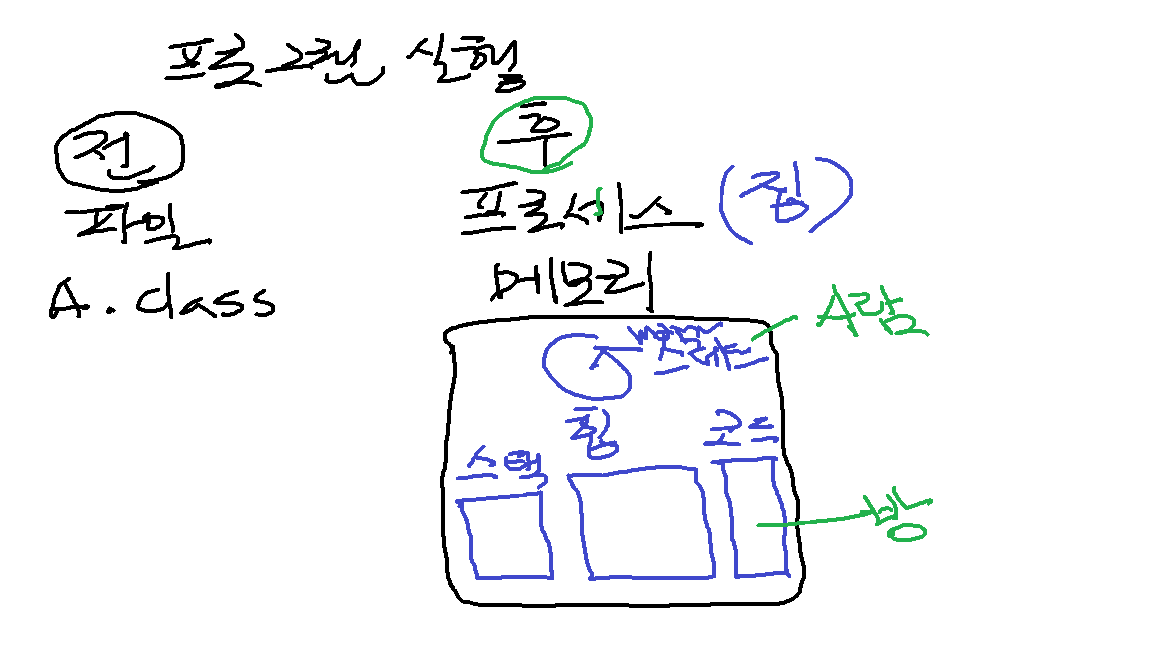 프로그램 실행
전 후
파일 프로세스 (집)
A.class 메모리
스레드 A람
힙 코드
스택
방